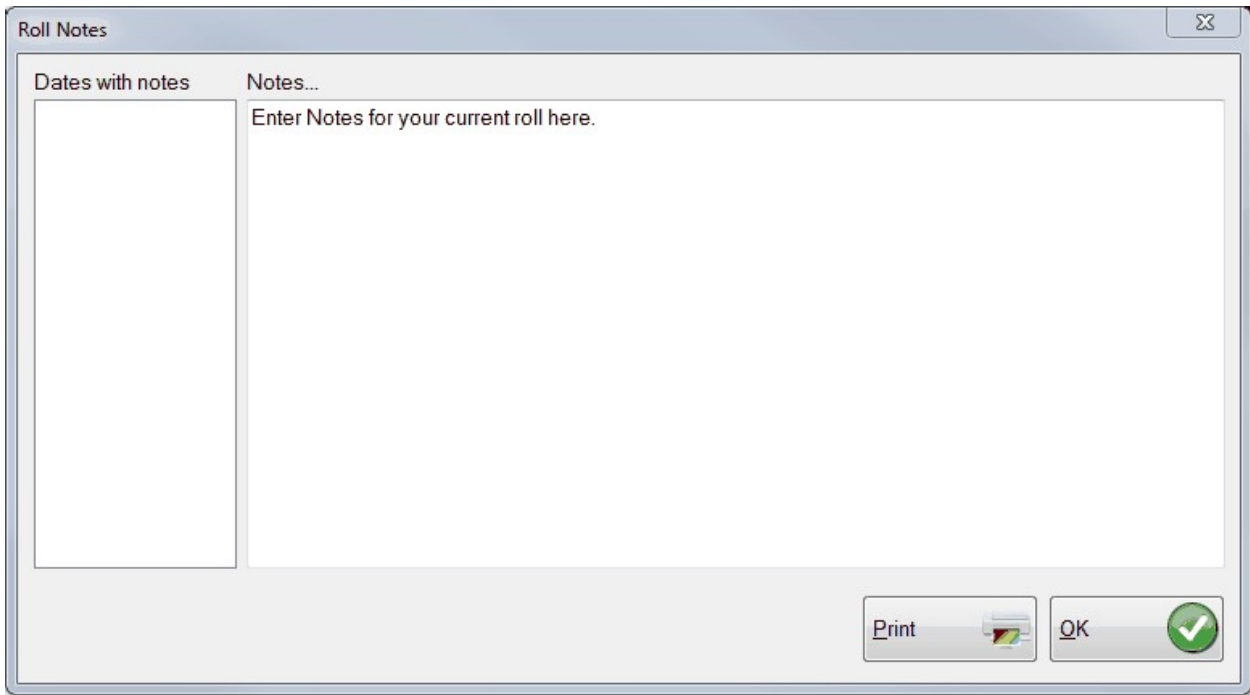 Roll Notes
Dates with notes
Notes...
Enter Notes for your current roll here.
Print
OK